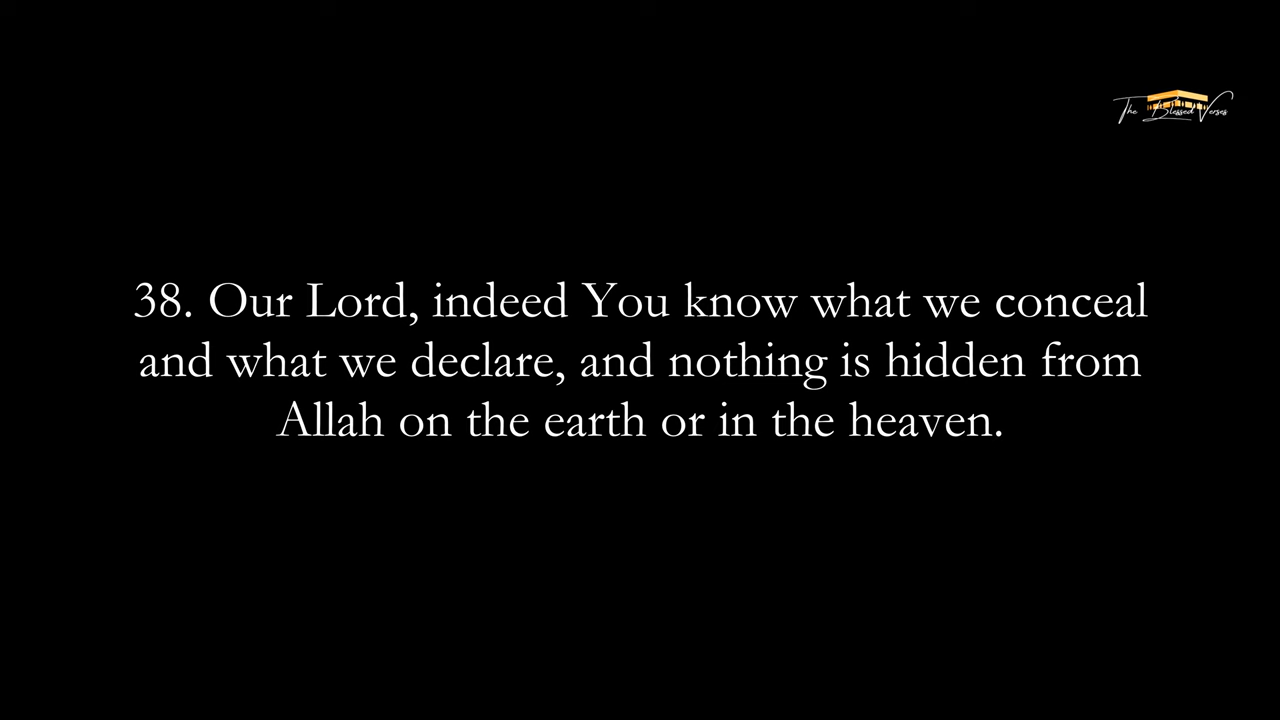 The Blessed Verses
38. Our Lord, indeed You know what we conceal
and what we declare, and nothing is hidden from
Allah on the earth or in the heaven.